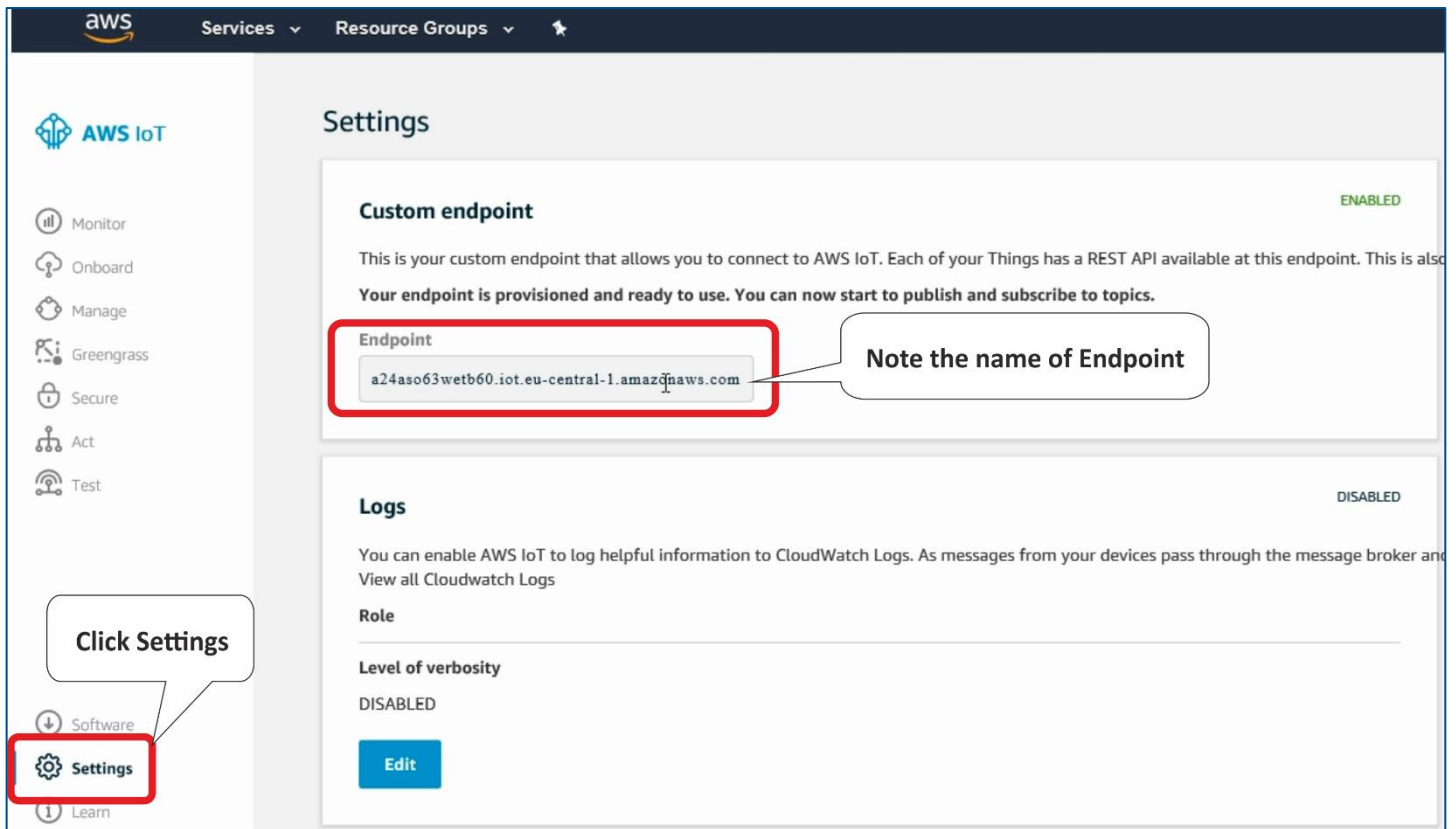 aws Services Resource Groups
AWS IoT
Monitor
Onboard
Manage
Greengrass
Secure
Act
Test
Click Settings
Software
Settings
Learn
Settings
Custom endpoint
ENABLED
This is your custom endpoint that allows you to connect to AWS IoT. Each of your Things has a REST API available at this endpoint. This is also
Your endpoint is provisioned and ready to use. You can now start to publish and subscribe to topics.
Endpoint
a24aso63wetb60.iot.eu-central-1.amazonaws.com
Note the name of Endpoint
Logs
DISABLED
You can enable AWS IoT to log helpful information to CloudWatch Logs. As messages from your devices pass through the message broker and
View all Cloudwatch Logs
Role
Level of verbosity
DISABLED
Edit